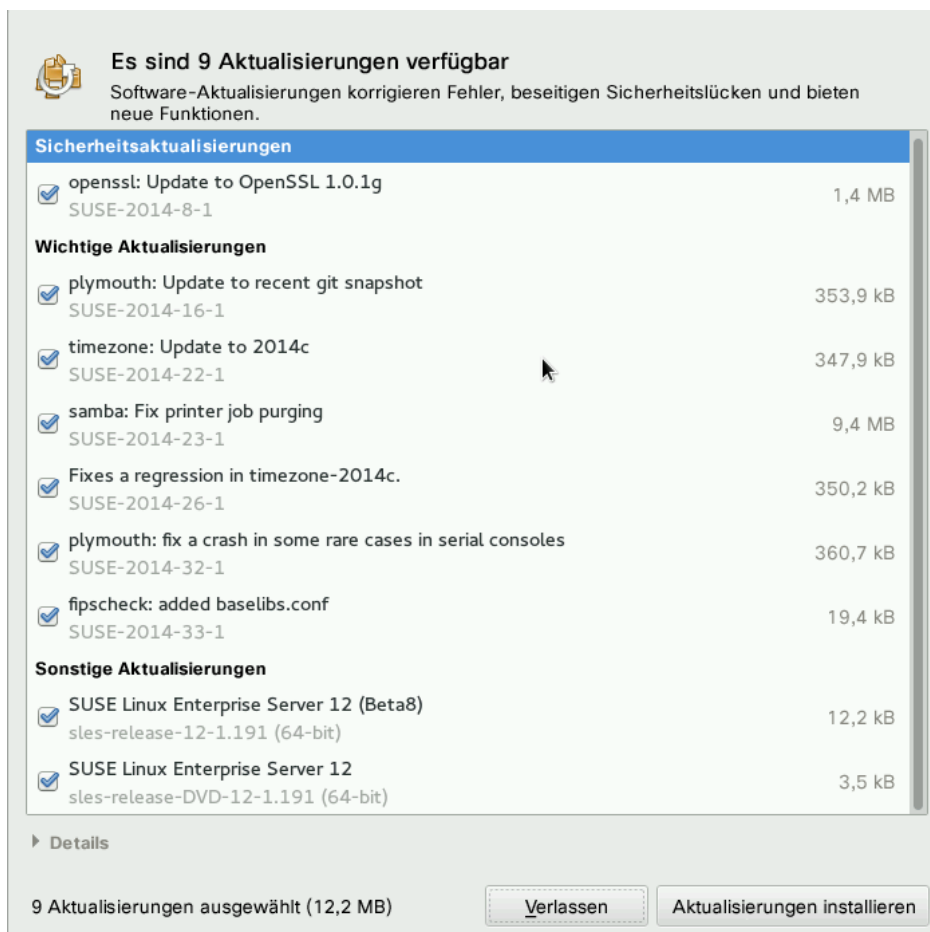 Es sind 9 Aktualisierungen verfügbar
Software-Aktualisierungen korrigieren Fehler, beseitigen Sicherheitslücken und bieten
neue Funktionen.
Sicherheitsaktualisierungen
openssl: Update to OpenSSL 1.0.1g
1,4 MB
SUSE-2014-8-1
Wichtige Aktualisierungen
plymouth: Update to recent git snapshot
353,9 kB
SUSE-2014-16-1
timezone: Update to 2014c
347,9 kB
SUSE-2014-22-1
samba: Fix printer job purging
9,4 MB
SUSE-2014-23-1
Fixes a regression in timezone-2014c.
350,2 kB
SUSE-2014-26-1
plymouth: fix a crash in some rare cases in serial consoles
360,7 kB
SUSE-2014-32-1
fipscheck: added baselibs.conf
19,4 kB
SUSE-2014-33-1
Sonstige Aktualisierungen
SUSE Linux Enterprise Server 12 (Beta8)
12,2 kB
sles-release-12-1.191 (64-bit)
SUSE Linux Enterprise Server 12
3,5 kB
sles-release-DVD-12-1.191 (64-bit)
Details
9 Aktualisierungen ausgewählt (12,2 MB)
Verlassen
Aktualisierungen installieren